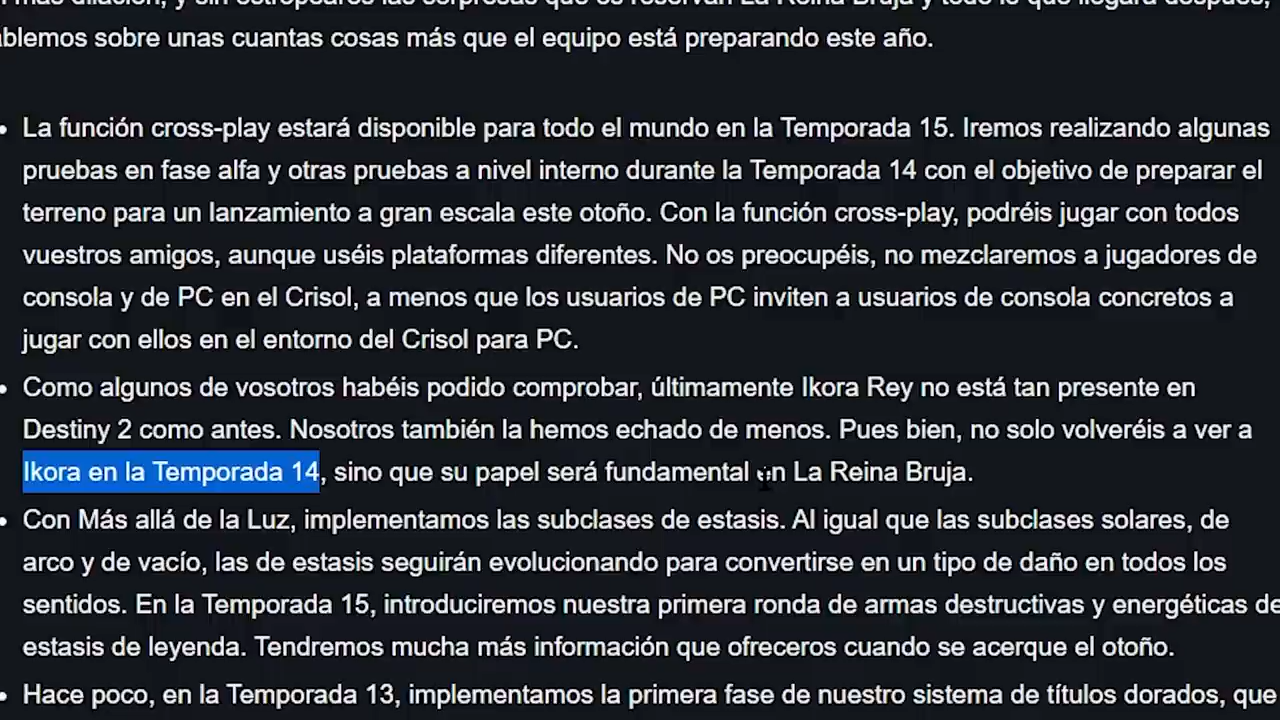 que os reservan La Reina Bruja y todo lo que llegará después,
ablemos sobre unas cuantas cosas más que el equipo está preparando este año.
• La función cross-play estará disponible para todo el mundo en la Temporada 15. Iremos realizando algunas
pruebas en fase alfa y otras pruebas a nivel interno durante la Temporada 14 con el objetivo de preparar el
terreno para un lanzamiento a gran escala este otoño. Con la función cross-play, podréis jugar con todos
vuestros amigos, aunque uséis plataformas diferentes. No os preocupéis, no mezclaremos a jugadores de
consola y de PC en el Crisol, a menos que los usuarios de PC inviten a usuarios de consola concretos a
jugar con ellos en el entorno del Crisol para PC.
• Como algunos de vosotros habéis podido comprobar, últimamente Ikora Rey no está tan presente en
Destiny 2 como antes. Nosotros también la hemos echado de menos. Pues bien, no solo volveréis a ver a
Ikora en la Temporada 14, sino que su papel será fundamental en La Reina Bruja.
• Con Más allá de la Luz, implementamos las subclases de estasis. Al igual que las subclases solares, de
arco y de vacío, las de estasis seguirán evolucionando para convertirse en un tipo de daño en todos los
sentidos. En la Temporada 15, introduciremos nuestra primera ronda de armas destructivas y energéticas de
estasis de leyenda. Tendremos mucha más información que ofreceros cuando se acerque el otoño.
• Hace poco, en la Temporada 13, implementamos la primera fase de nuestro sistema de títulos dorados, que